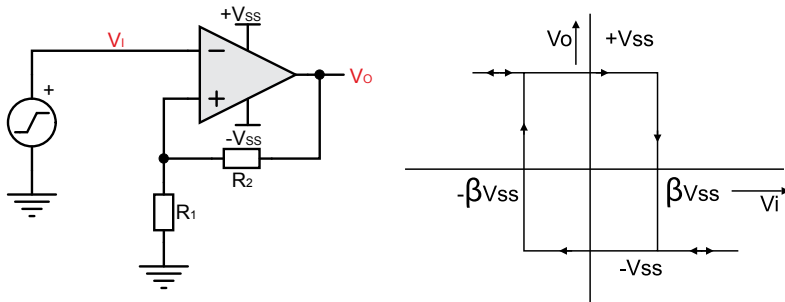 +Vss
VI
−
+
VO
+
-Vss
R2
R1
Vo
+Vss
-βVss
βVss
Vi
-Vss